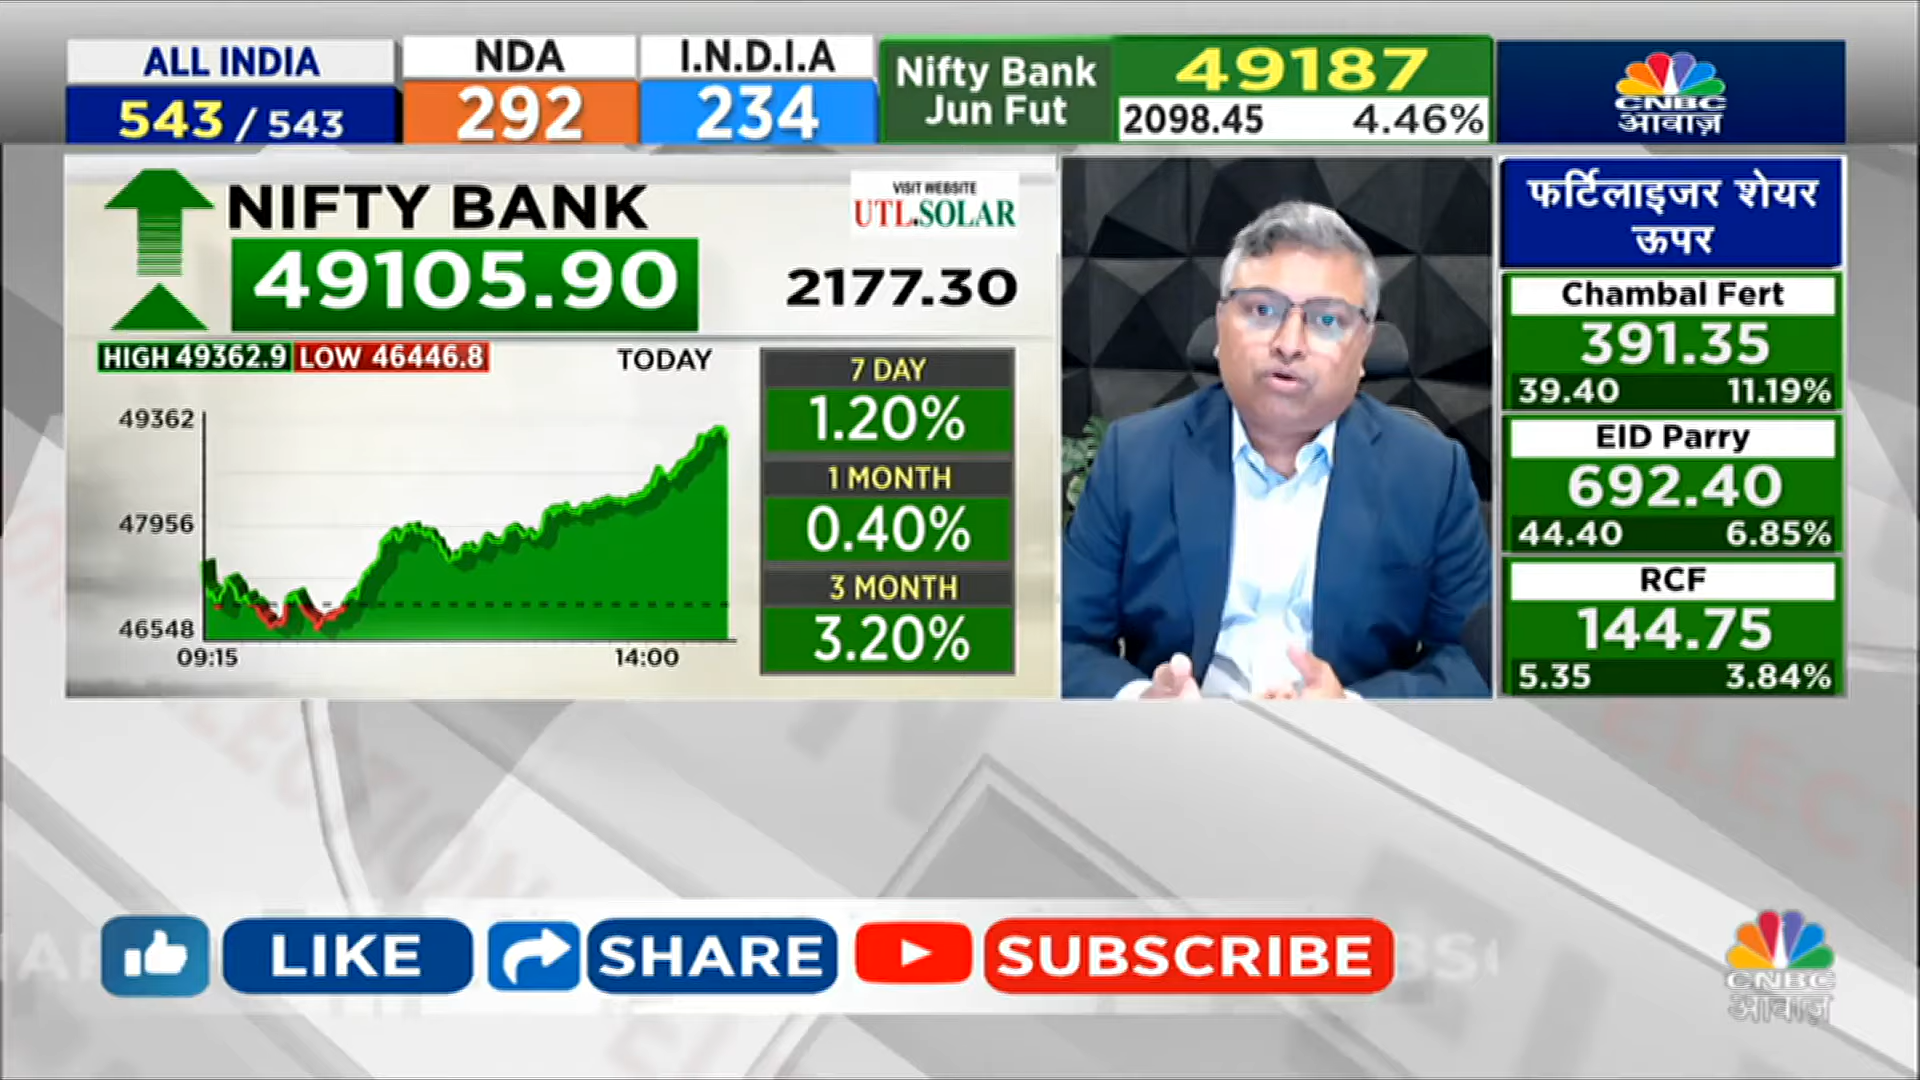 ALL INDIA
543 / 543
NDA
292
I.N.D.I.A
234
Nifty Bank
Jun Fut
49187
2098.45 4.46%
CNBC
आवाज़
NIFTY BANK
49105.90
VISIT WEBSITE
UTL.SOLAR
2177.30
HIGH 49362.9 LOW 46446.8
TODAY
49362
47956
46548
09:15 14:00
7 DAY
1.20%
1 MONTH
0.40%
3 MONTH
3.20%
फर्टिलाइजर शेयर
ऊपर
Chambal Fert
391.35
39.40 11.19%
EID Parry
692.40
44.40 6.85%
RCF
144.75
5.35 3.84%
LIKE SHARE SUBSCRIBE
CNBC
आवाज़